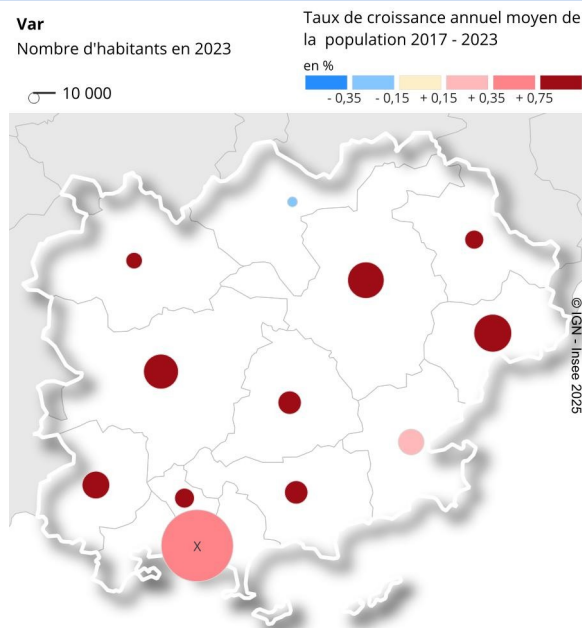 Var
Nombre d'habitants en 2023
10 000
Taux de croissance annuel moyen de
la population 2017 - 2023
en %
- 0,35 - 0,15 + 0,15 + 0,35 + 0,75
© IGN - Insee 2025
X